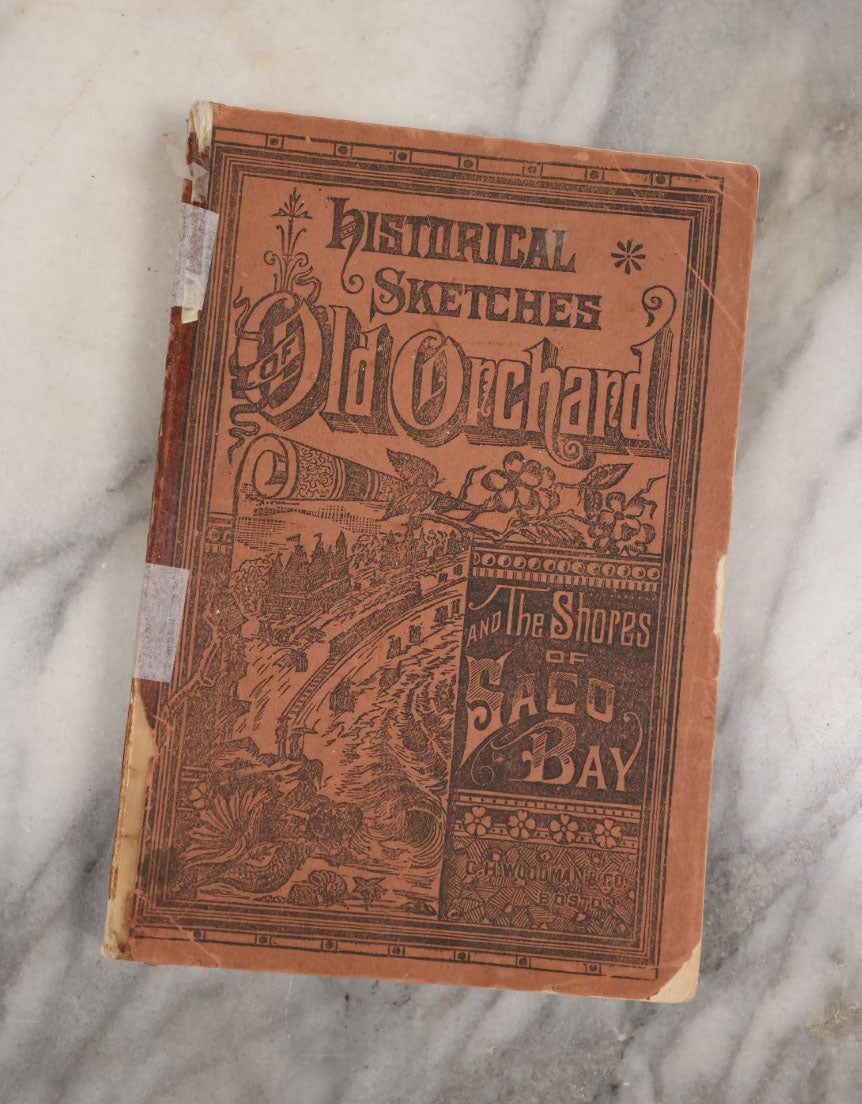 HISTORICAL
SKETCHES
OF
Old Orchard
AND The Shores
OF
SACO
BAY
C. H. WOODMAN & CO.
BOSTON